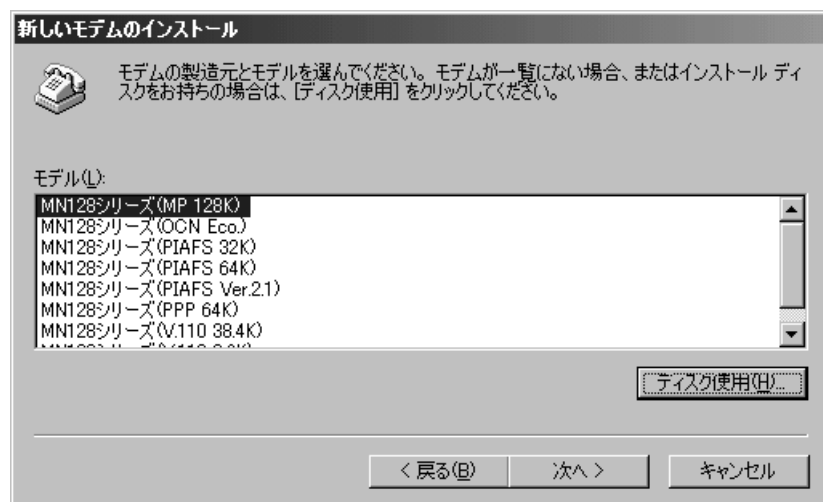 新しいモデムのインストール
モデムの製造元とモデルを選んでください。モデムが一覧にない場合、またはインストール ディ
スクをお持ちの場合は、[ディスク使用] をクリックしてください。
モデル(L):
MN128シリーズ(MP 128K)
MN128シリーズ(OCN Eco.)
MN128シリーズ(PIAFS 32K)
MN128シリーズ(PIAFS 64K)
MN128シリーズ(PIAFS Ver.2.1)
MN128シリーズ(PPP 64K)
MN128シリーズ(V.110 38.4K)
ディスク使用(H)...
< 戻る(B)
次へ >
キャンセル